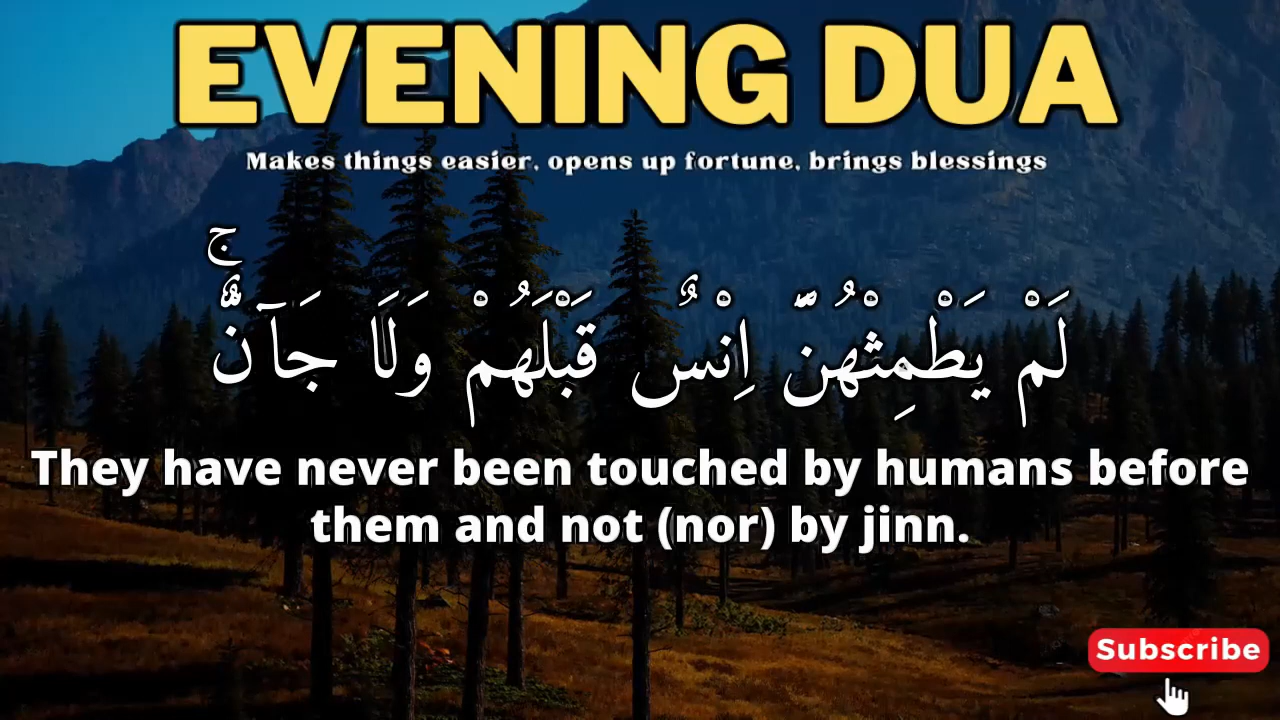 EVENING DUA
Makes things easier, opens up fortune, brings blessings
لَمْ يَطْمِثْهُنَّ اِنْسٌ قَبْلَهُمْ وَلَا جَاۤنٌّۚ
They have never been touched by humans before
them and not (nor) by jinn.
Subscribe